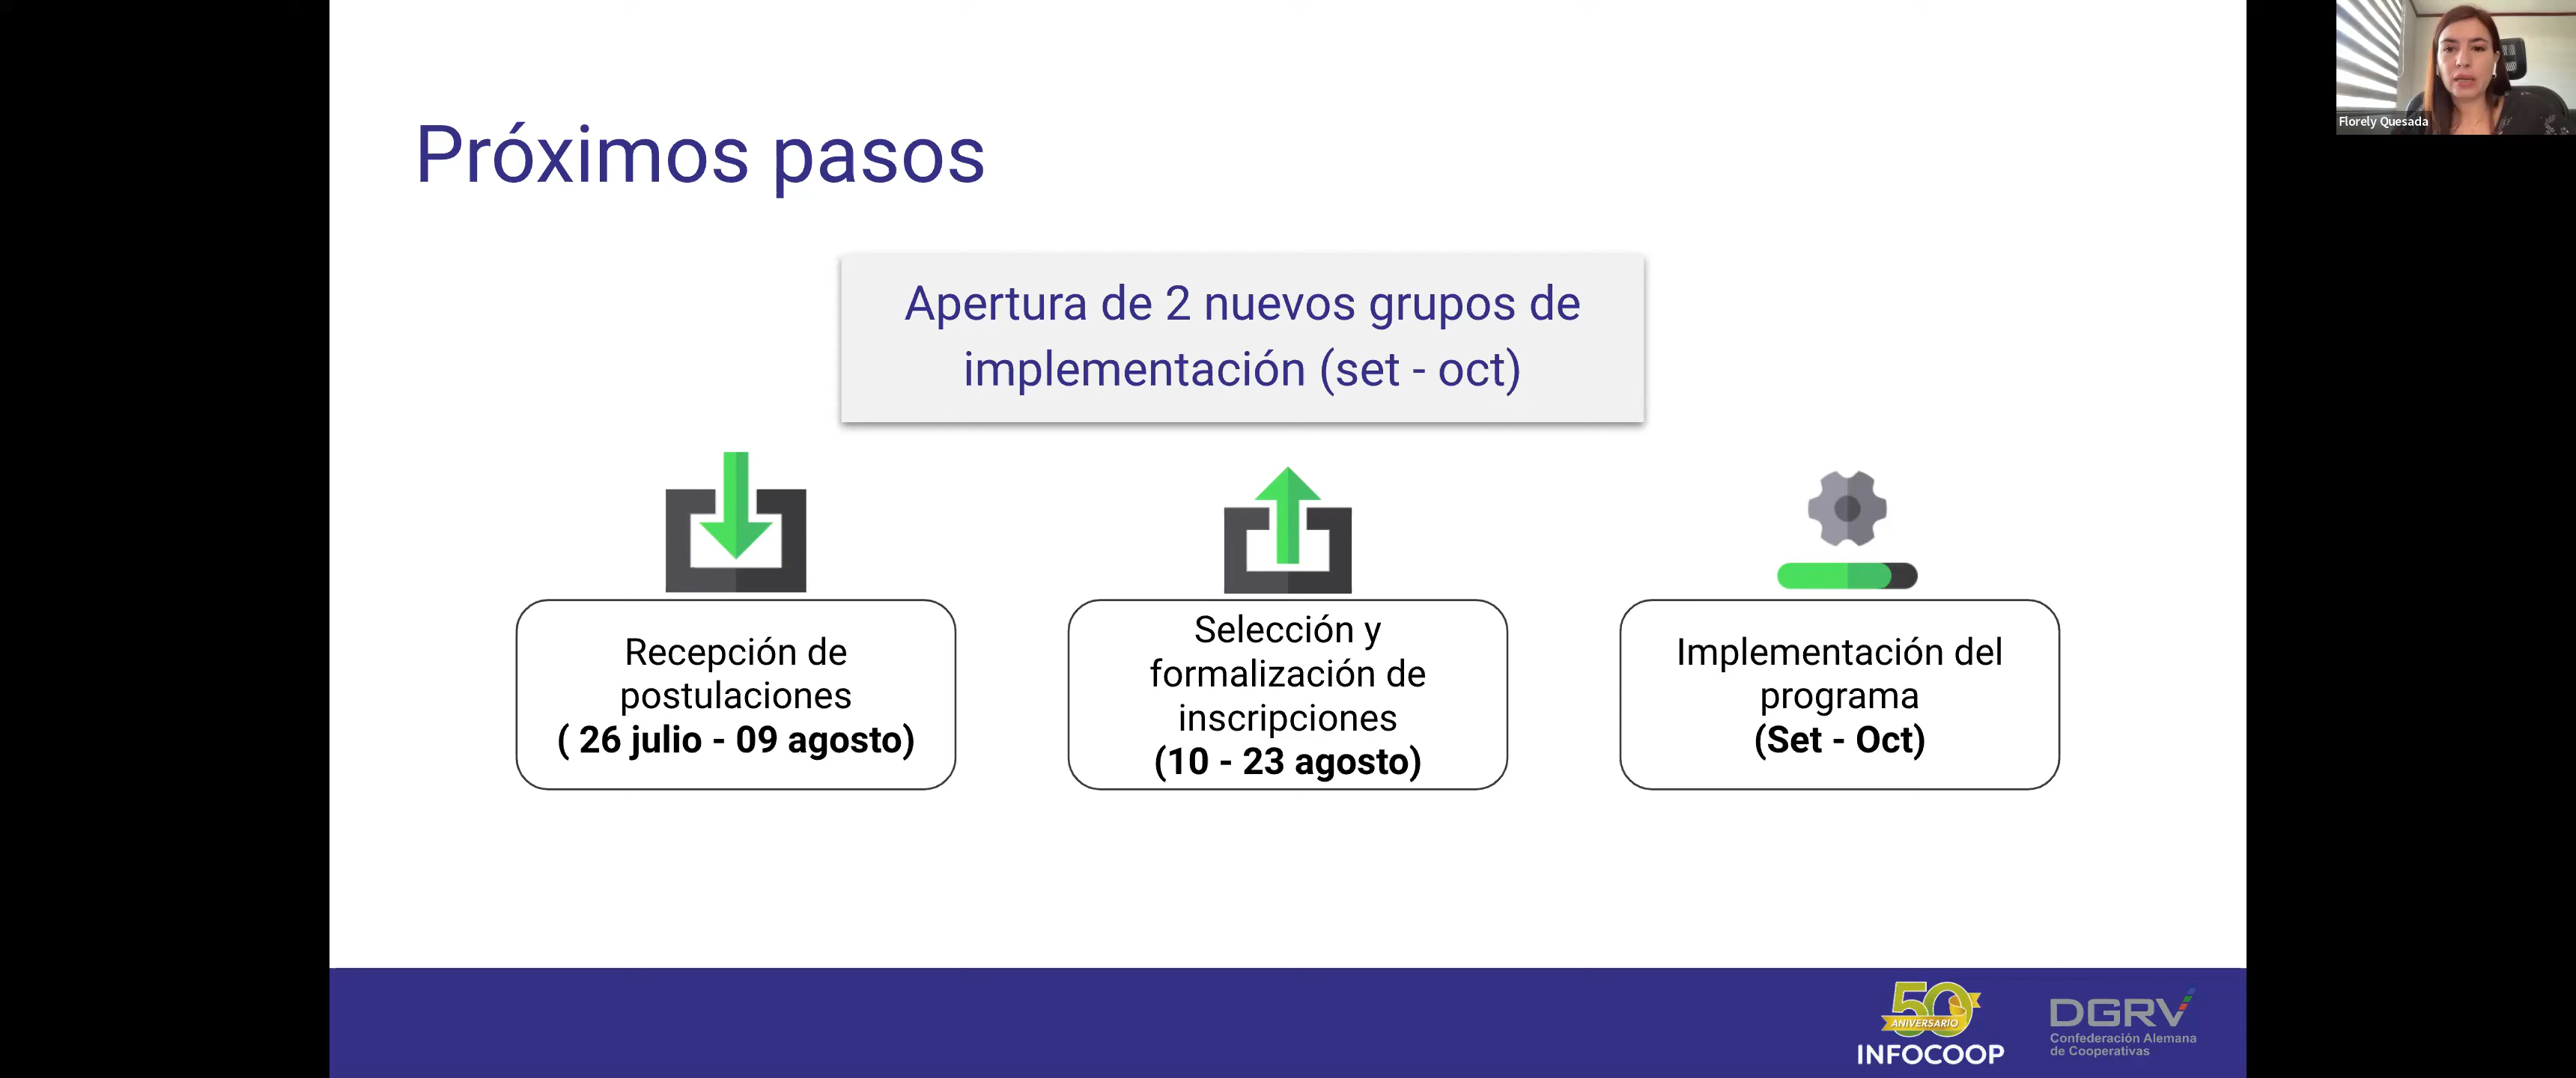 Próximos pasos
Florely Quesada
Apertura de 2 nuevos grupos de
implementación (set - oct)
Recepción de
postulaciones
( 26 julio - 09 agosto)
Selección y
formalización de
inscripciones
(10 - 23 agosto)
Implementación del
programa
(Set - Oct)
50
ANIVERSARIO
INFOCOOP
DGRV
Confederación Alemana
de Cooperativas